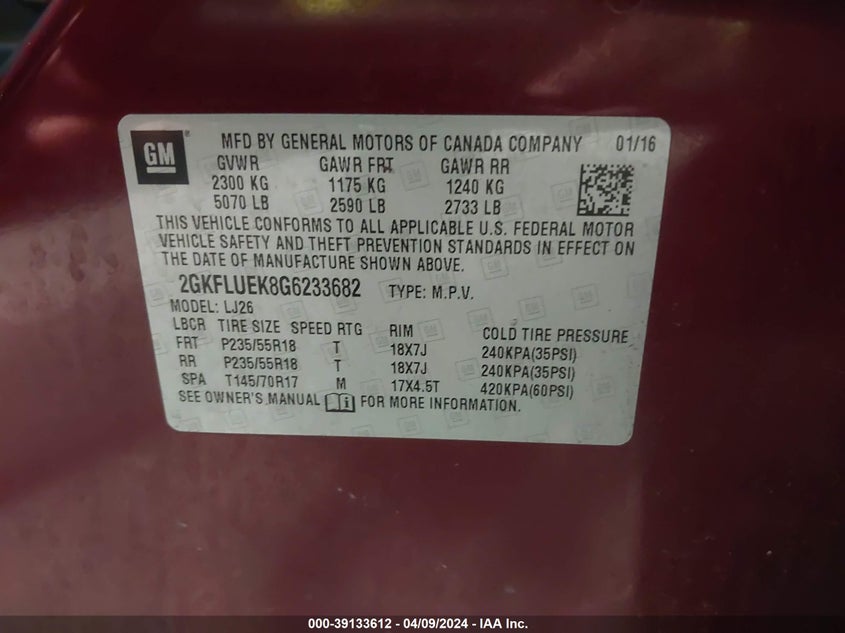 GM
MFD BY GENERAL MOTORS OF CANADA COMPANY 01/16
GVWR GAWR FRT GAWR RR
2300 KG 1175 KG 1240 KG
5070 LB 2590 LB 2733 LB
THIS VEHICLE CONFORMS TO ALL APPLICABLE U.S. FEDERAL MOTOR
VEHICLE SAFETY AND THEFT PREVENTION STANDARDS IN EFFECT ON
THE DATE OF MANUFACTURE SHOWN ABOVE.
2GKFLUEK8G6233682 TYPE: M.P.V.
MODEL: LJ26
LBCR TIRE SIZE SPEED RTG RIM COLD TIRE PRESSURE
FRT P235/55R18 T 18X7J 240KPA(35PSI)
RR P235/55R18 T 18X7J 240KPA(35PSI)
SPA T145/70R17 M 17X4.5T 420KPA(60PSI)
SEE OWNER'S MANUAL FOR MORE INFORMATION.
000-39133612 - 04/09/2024 - IAA Inc.